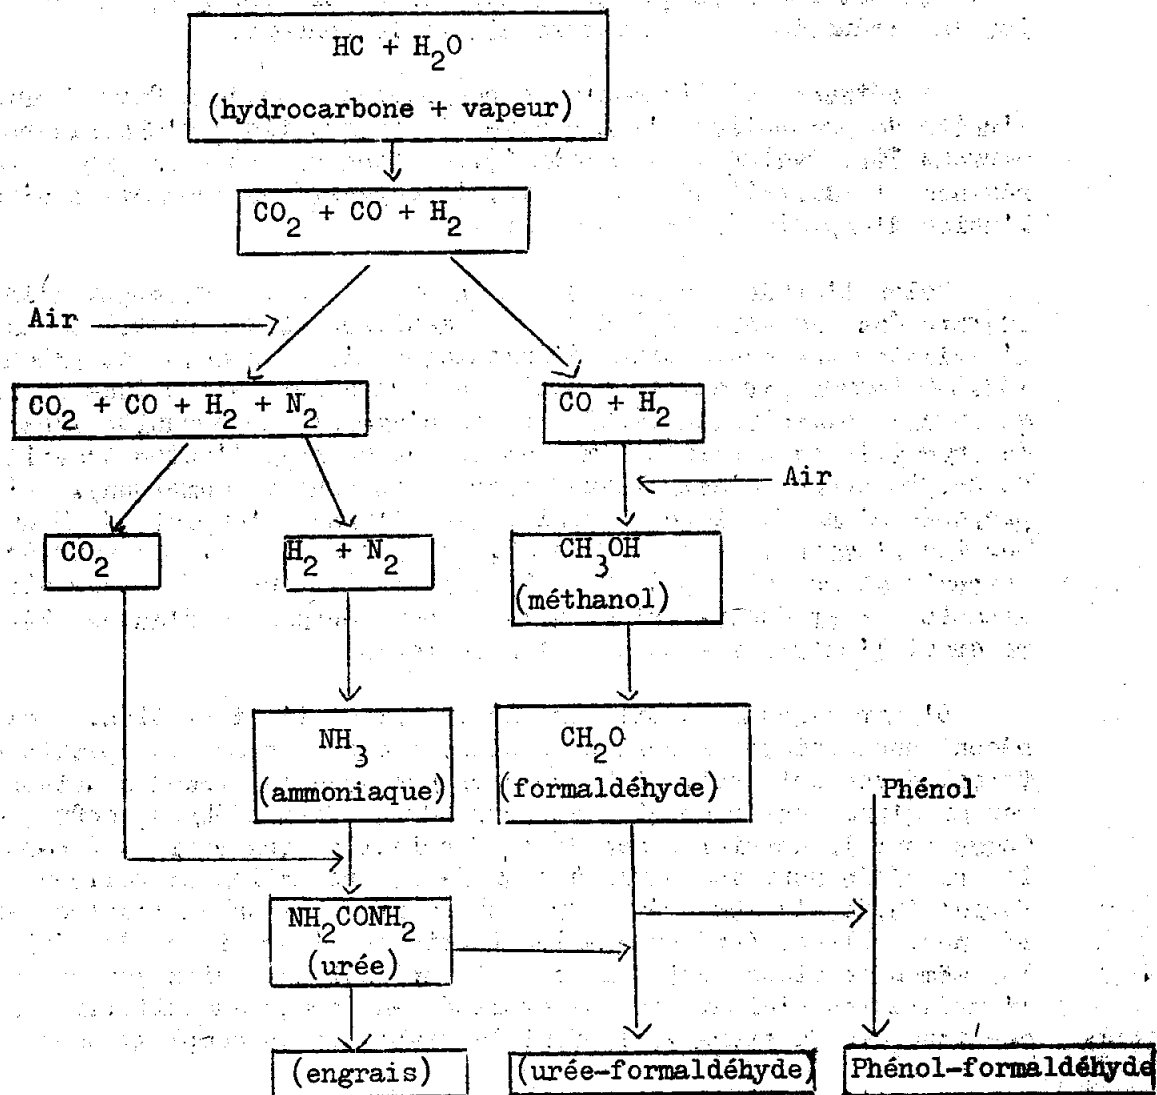 HC + H2O
(hydrocarbone + vapeur)
CO2 + CO + H2
Air
CO2 + CO + H2 + N2
CO + H2
Air
CO2
H2 + N2
CH3OH
(méthanol)
NH3
(ammoniaque)
CH2O
(formaldéhyde)
Phénol
NH2CONH2
(urée)
(engrais)
(urée-formaldéhyde)
Phénol-formaldéhyde